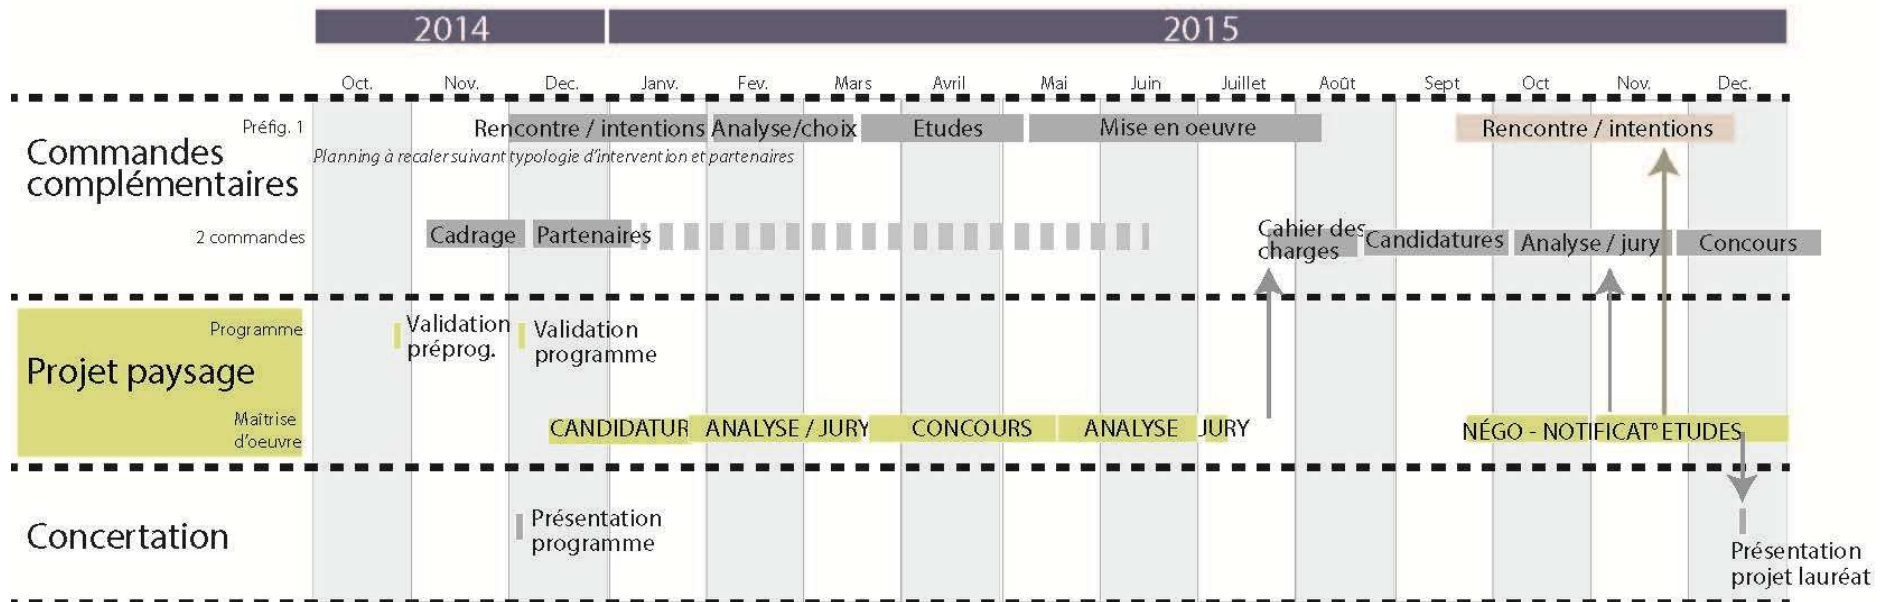 2014 2015
Oct. Nov. Dec. Janv. Fev. Mars Avril Mai Juin Juillet Août Sept Oct Nov. Dec.
Préfig. 1
Rencontre / intentions Analyse/choix Etudes Mise en oeuvre Rencontre / intentions
Commandes
complémentaires
Planning à recaler suivant typologie d'intervention et partenaires
2 commandes
Cadrage Partenaires
Cahier des
charges
Candidatures Analyse / jury Concours
Programme
Validation
préprog.
Validation
programme
Projet paysage
Maîtrise
d'oeuvre
CANDIDATUR ANALYSE / JURY CONCOURS ANALYSE JURY NÉGO - NOTIFICAT° ETUDES
Concertation
Présentation
programme
Présentation
projet lauréat